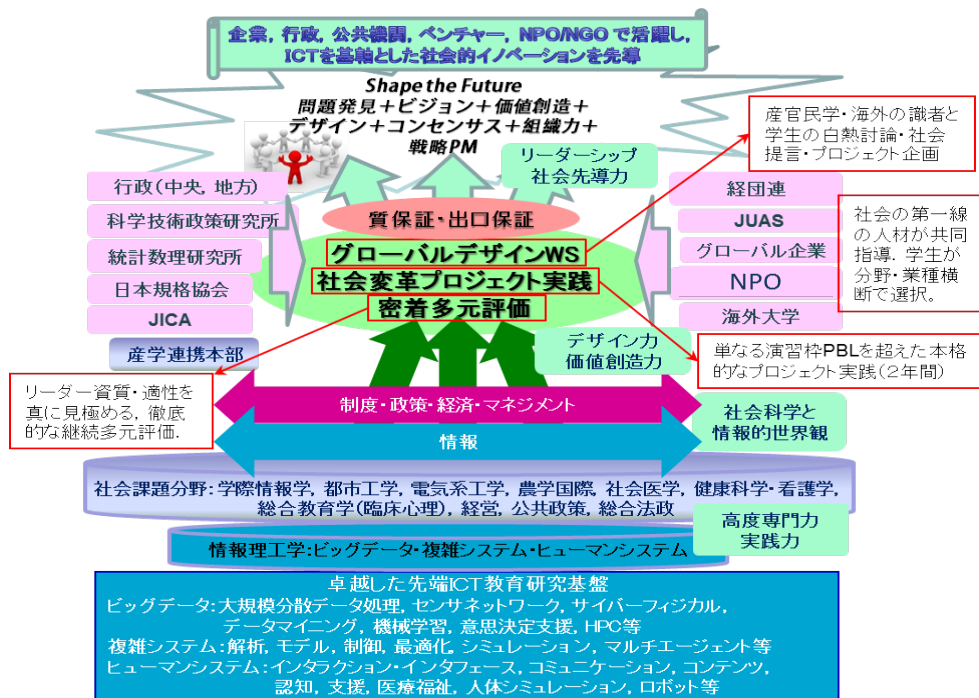 企業, 行政, 公共機関, ベンチャー, NPO/NGO で活躍し,
ICTを基軸とした社会的イノベーションを先導
Shape the Future
問題発見＋ビジョン＋価値創造＋
デザイン＋コンセンサス＋組織力＋
戦略PM
産官民学・海外の識者と
学生の白熱討論・社会
提言・プロジェクト企画
リーダーシップ
社会先導力
行政(中央, 地方)
科学技術政策研究所
統計数理研究所
日本規格協会
JICA
産学連携本部
質保証・出口保証
グローバルデザインWS
社会変革プロジェクト実践
密着多元評価
経団連
JUAS
グローバル企業
NPO
海外大学
社会の第一線
の人材が共同
指導. 学生が
分野・業種横
断で選択。
デザイン力
価値創造力
単なる演習枠PBLを超えた本格
的なプロジェクト実践(2年間)
リーダー資質・適性を
真に見極める, 徹底
的な継続多元評価.
制度・政策・経済・マネジメント
情報
社会科学と
情報的世界観
社会課題分野：学際情報学, 都市工学, 電気系工学, 農学国際, 社会医学, 健康科学・看護学,
総合教育学(臨床心理), 経営, 公共政策, 総合法政
高度専門力
実践力
情報理工学：ビッグデータ・複雑システム・ヒューマンシステム
卓越した先端ICT教育研究基盤
ビッグデータ：大規模分散データ処理, センサネットワーク, サイバーフィジカル,
データマイニング, 機械学習, 意思決定支援, HPC等
複雑システム：解析, モデル, 制御, 最適化, シミュレーション, マルチエージェント等
ヒューマンシステム：インタラクション・インタフェース, コミュニケーション, コンテンツ,
認知, 支援, 医療福祉, 人体シミュレーション, ロボット等